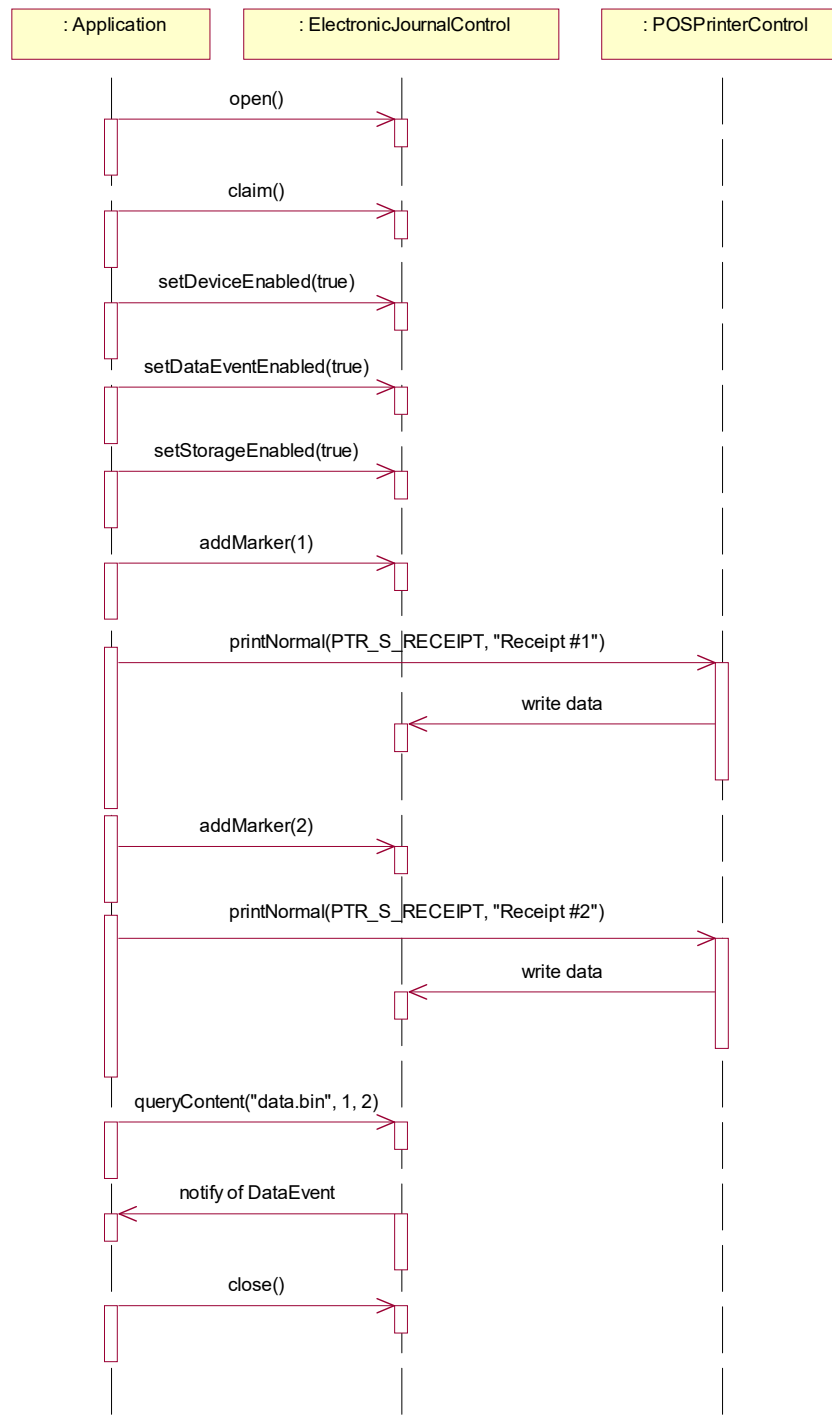 : Application
: ElectronicJournalControl
: POSPrinterControl
open()
claim()
setDeviceEnabled(true)
setDataEventEnabled(true)
setStorageEnabled(true)
addMarker(1)
printNormal(PTR_S_RECEIPT, "Receipt #1")
write data
addMarker(2)
printNormal(PTR_S_RECEIPT, "Receipt #2")
write data
queryContent("data.bin", 1, 2)
notify of DataEvent
close()